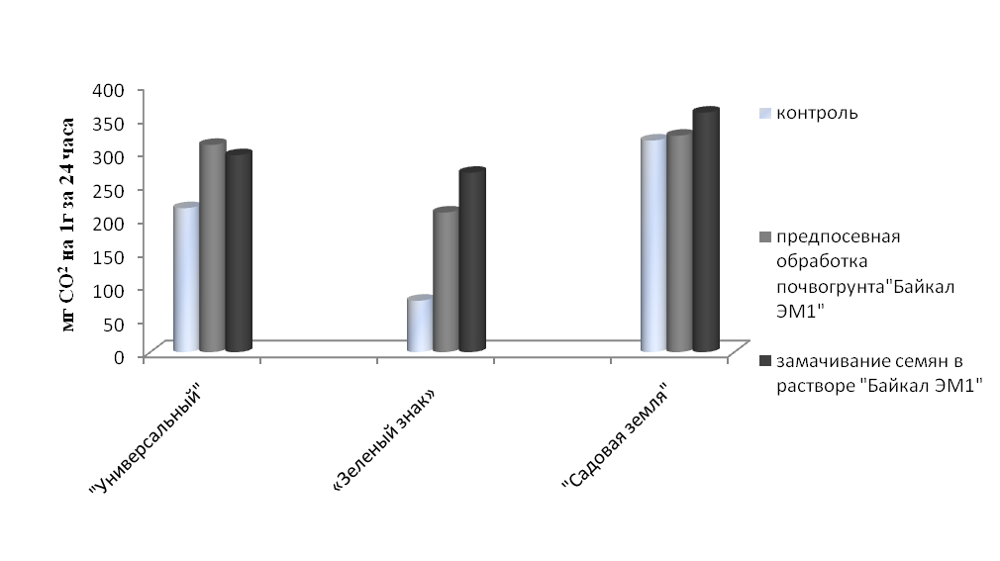 мг CO² на 1г за 24 часа
400
350
300
250
200
150
100
50
0
"Универсальный"
«Зеленый знак»
"Садовая земля"
контроль
предпосевная
обработка
почвогрунта"Байкал
ЭМ1"
замачивание семян в
растворе "Байкал ЭМ1"